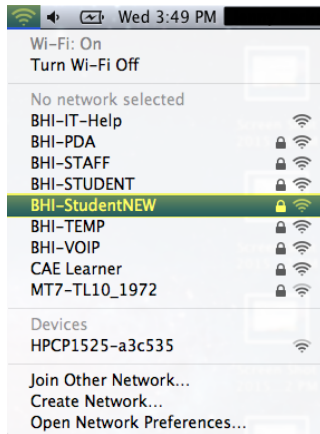 Wed 3:49 PM
Wi-Fi: On
Turn Wi-Fi Off
No network selected
BHI-IT-Help
BHI-PDA
BHI-STAFF
BHI-STUDENT
BHI-StudentNEW
BHI-TEMP
BHI-VOIP
CAE Learner
MT7-TL10_1972
Devices
HPCP1525-a3c535
Join Other Network...
Create Network...
Open Network Preferences...